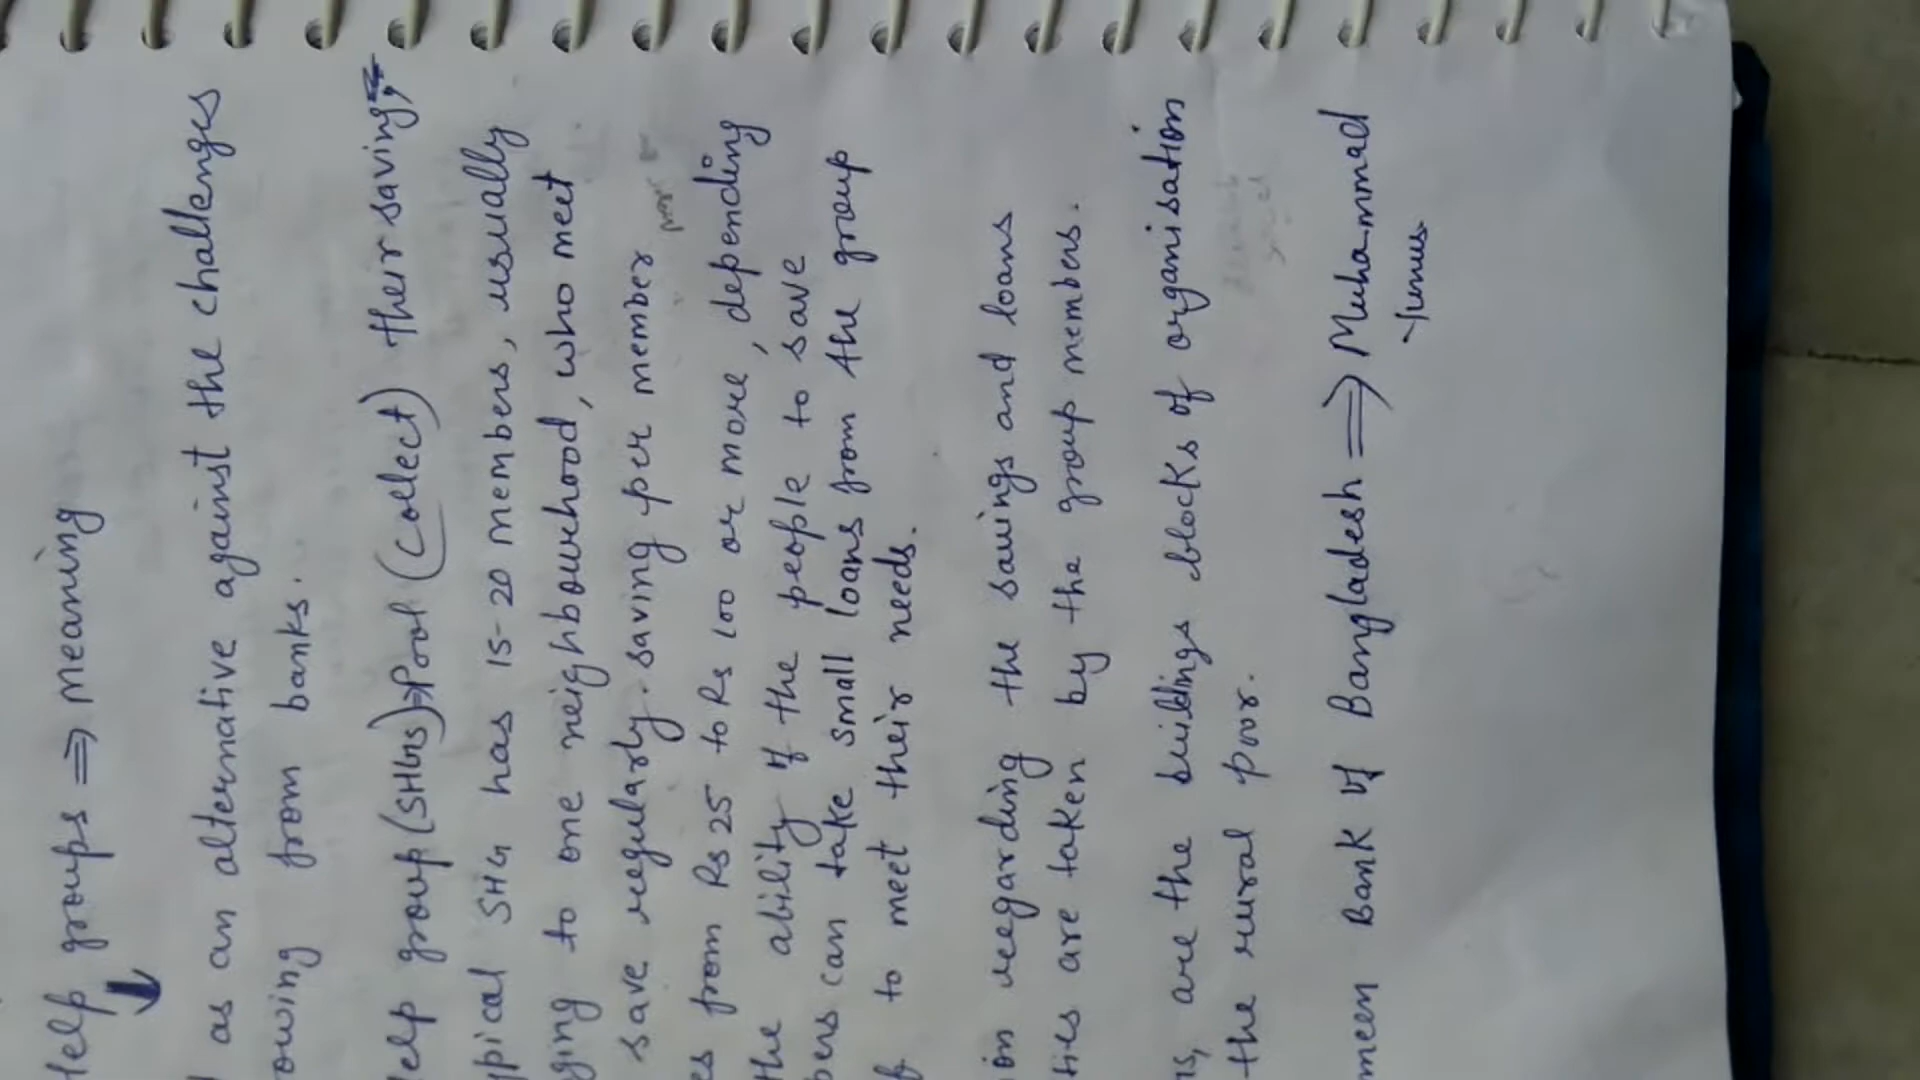 Help groups ⇒ meaning
as an alternative against the challenges
owing from banks.
elp group (SHGs)→Pool (collect) their saving,
pical SHG has 15-20 members, usually
ging to one neighbourhood, who meet
save regularly. saving per member
es from Rs 25 to Rs 100 or more, depending
the ability of the people to save
bers can take small loans from the group
to meet their needs.
on regarding the savings and loans
ties are taken by the group members.
s, are the buildings blocks of organisation
the rural poor.
meen Bank of Bangladesh ⇒ Muhammad
Yunus